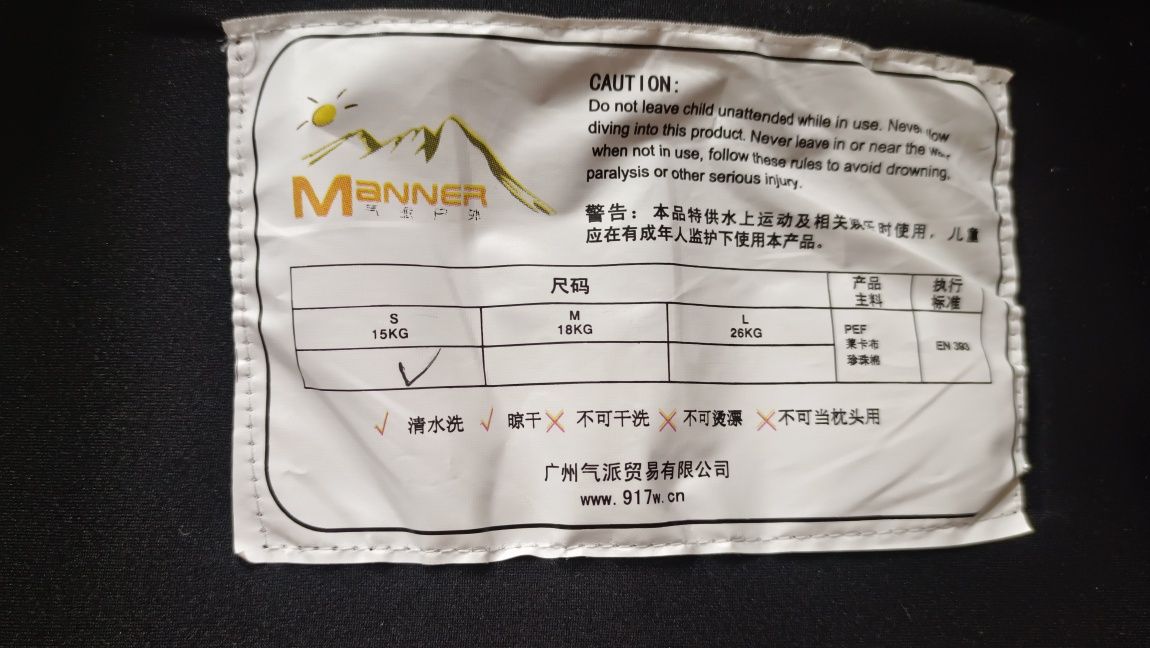 CAUTION:
Do not leave child unattended while in use.
diving into this product. Never leave in or near the
when not in use, follow these rules to avoid drowning,
paralysis or other serious injury.
MANNER
警告：本品特供水上运动及相关 时使用，儿童
应在有成年人监护下使用本产品。
尺码 产品 执行
主料 标准
S M L
15KG 18KG 26KG
PEF
莱卡布
珍珠棉
EN 393
清水洗 晾干 不可干洗 不可烫漂 不可当枕头用
广州气派贸易有限公司
www.917w.cn